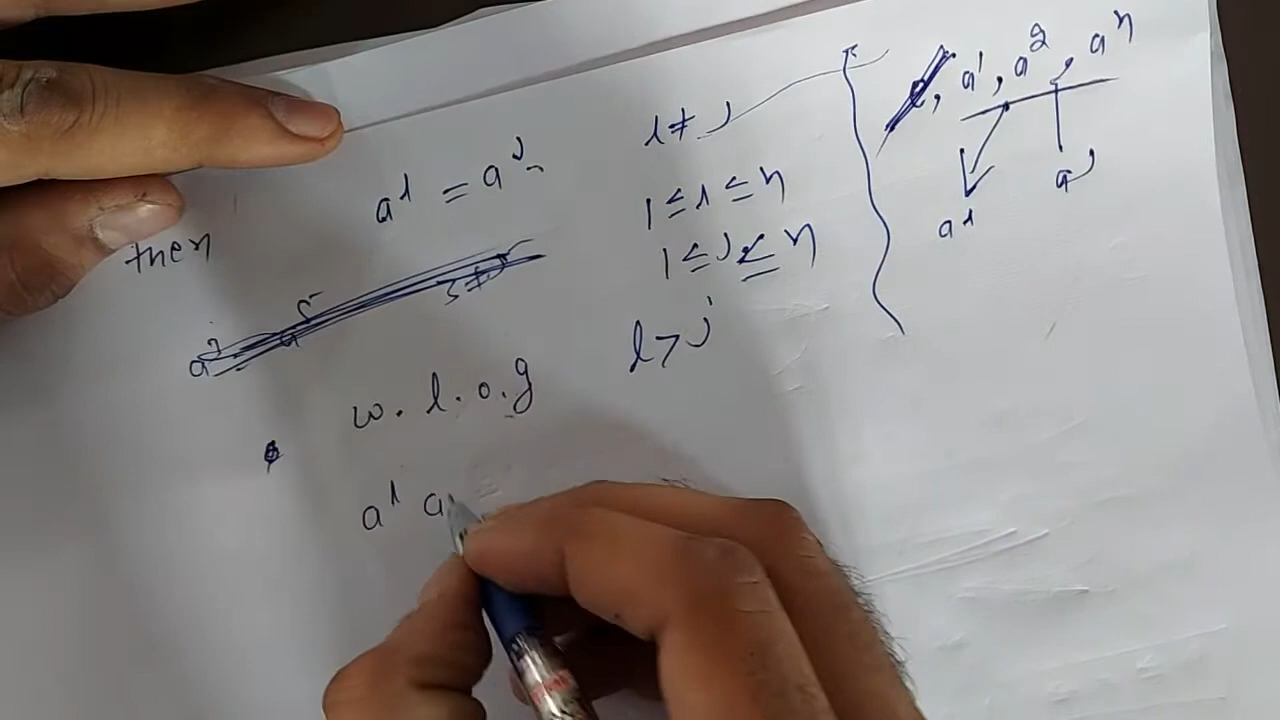 a^i = a^j
i ≠ j
1 ≤ i ≤ n
1 ≤ j ≤ n
then
i > j
w.l.o.g
a^i a
, a^1, a^2, a^n
a^i
a^j